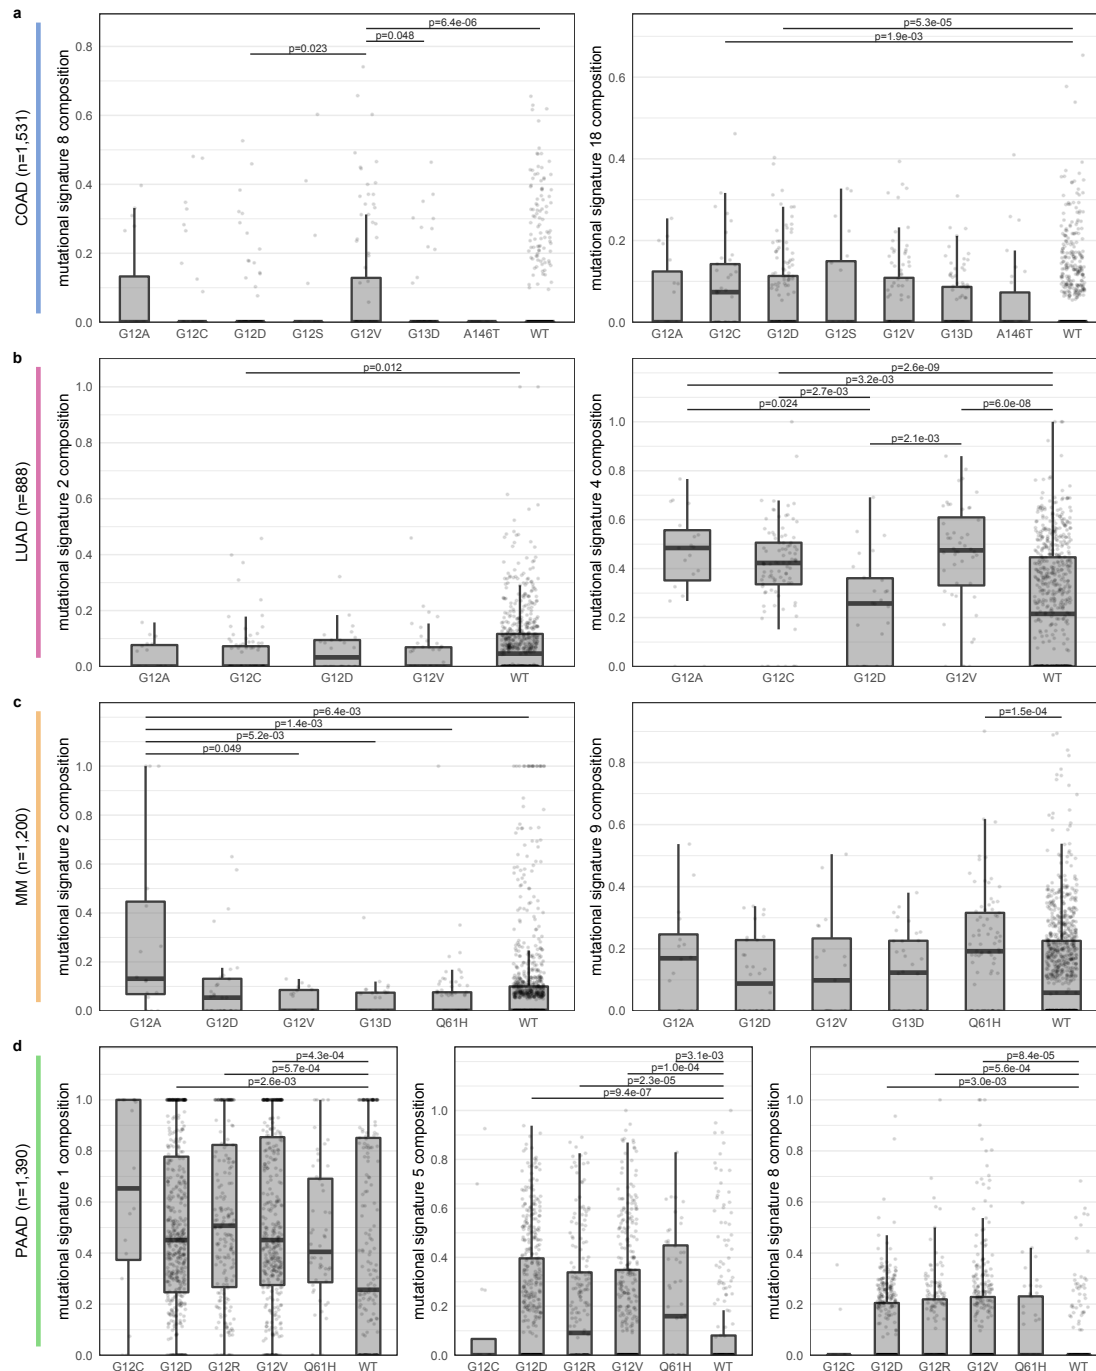 a
COAD (n=1,531)
mutational signature 8 composition
0.8
0.6
0.4
0.2
0.0
p=6.4e-06
p=0.048
p=0.023
G12A G12C G12D G12S G12V G13D A146T WT
mutational signature 18 composition
0.6
0.4
0.2
0.0
p=5.3e-05
p=1.9e-03
G12A G12C G12D G12S G12V G13D A146T WT
b
LUAD (n=888)
mutational signature 2 composition
1.0
0.8
0.6
0.4
0.2
0.0
p=0.012
G12A G12C G12D G12V WT
mutational signature 4 composition
1.0
0.8
0.6
0.4
0.2
0.0
p=2.6e-09
p=3.2e-03
p=2.7e-03
p=0.024
p=6.0e-08
p=2.1e-03
G12A G12C G12D G12V WT
c
MM (n=1,200)
mutational signature 2 composition
1.0
0.8
0.6
0.4
0.2
0.0
p=6.4e-03
p=1.4e-03
p=5.2e-03
p=0.049
G12A G12D G12V G13D Q61H WT
mutational signature 9 composition
0.8
0.6
0.4
0.2
0.0
p=1.5e-04
G12A G12D G12V G13D Q61H WT
d
PAAD (n=1,390)
mutational signature 1 composition
1.0
0.8
0.6
0.4
0.2
0.0
p=4.3e-04
p=5.7e-04
p=2.6e-03
G12C G12D G12R G12V Q61H WT
mutational signature 5 composition
1.0
0.8
0.6
0.4
0.2
0.0
p=3.1e-03
p=1.0e-04
p=2.3e-05
p=9.4e-07
G12C G12D G12R G12V Q61H WT
mutational signature 8 composition
1.0
0.8
0.6
0.4
0.2
0.0
p=8.4e-05
p=5.6e-04
p=3.0e-03
G12C G12D G12R G12V Q61H WT